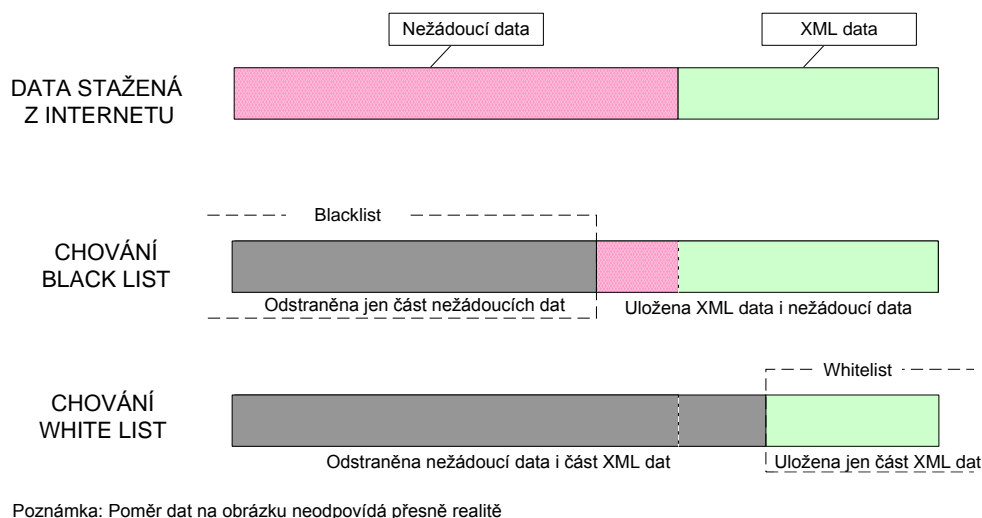 Nežádoucí data
XML data
DATA STAŽENÁ
Z INTERNETU
Blacklist
CHOVÁNÍ
BLACK LIST
Odstraněna jen část nežádoucích dat
Uložena XML data i nežádoucí data
Whitelist
CHOVÁNÍ
WHITE LIST
Odstraněna nežádoucí data i část XML dat
Uložena jen část XML dat
Poznámka: Poměr dat na obrázku neodpovídá přesně realitě